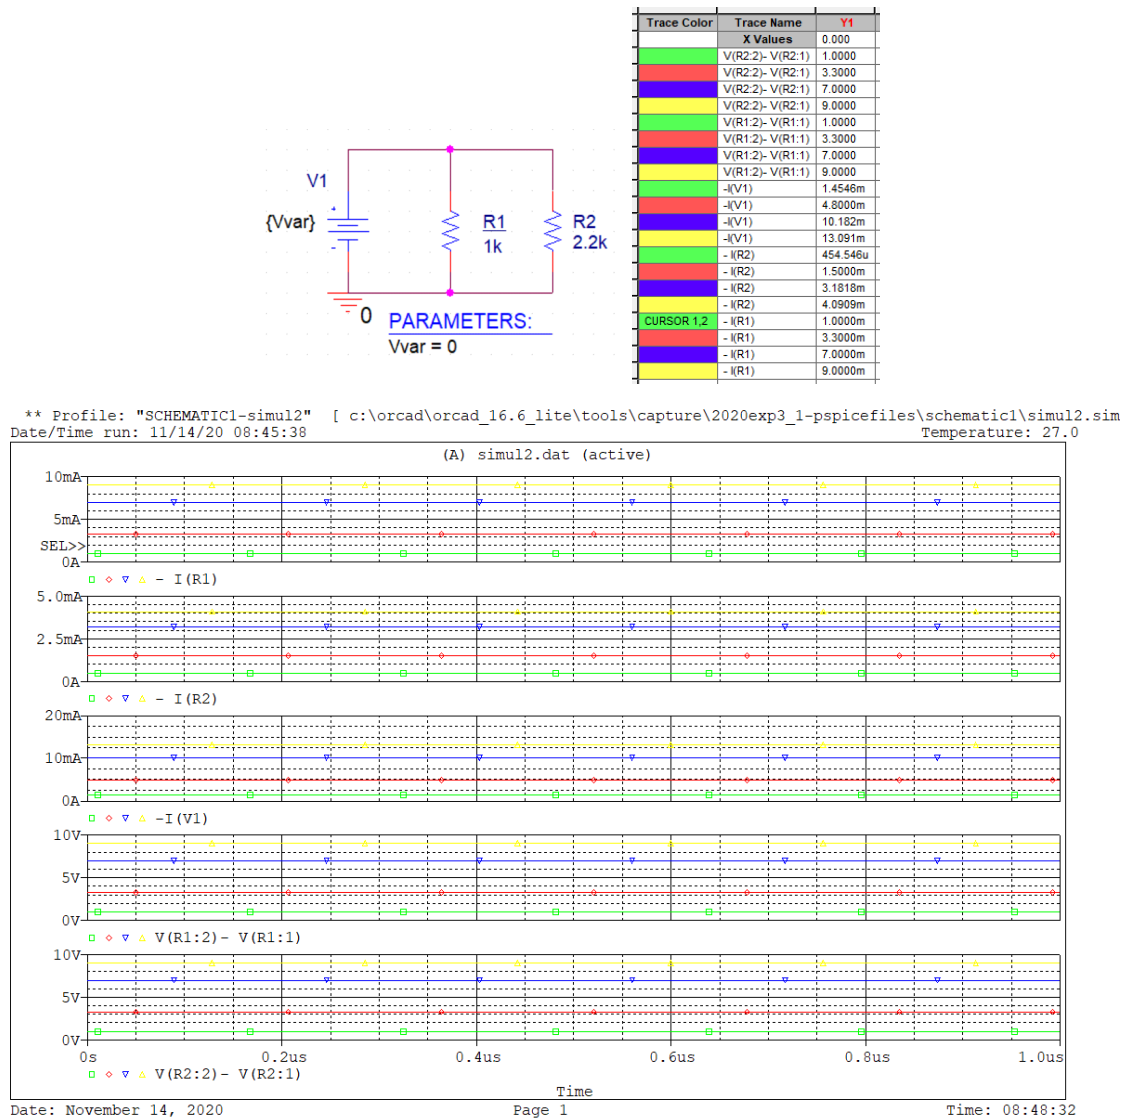 Trace Color Trace Name Y1
X Values 0.000
V(R2:2)- V(R2:1) 1.0000
V(R2:2)- V(R2:1) 3.3000
V(R2:2)- V(R2:1) 7.0000
V(R2:2)- V(R2:1) 9.0000
V(R1:2)- V(R1:1) 1.0000
V(R1:2)- V(R1:1) 3.3000
V(R1:2)- V(R1:1) 7.0000
V(R1:2)- V(R1:1) 9.0000
-I(V1) 1.4546m
-I(V1) 4.8000m
-I(V1) 10.182m
-I(V1) 13.091m
- I(R2) 454.546u
- I(R2) 1.5000m
- I(R2) 3.1818m
- I(R2) 4.0909m
CURSOR 1,2 - I(R1) 1.0000m
- I(R1) 3.3000m
- I(R1) 7.0000m
- I(R1) 9.0000m
V1
{Vvar}
+
-
R1
1k
R2
2.2k
0
PARAMETERS:
Vvar = 0
** Profile: "SCHEMATIC1-simul2" [ c:\orcad\orcad_16.6_lite\tools\capture\2020exp3_1-pspicefiles\schematic1\simul2.sim
Date/Time run: 11/14/20 08:45:38 Temperature: 27.0
(A) simul2.dat (active)
10mA
5mA
SEL>>
0A
- I(R1)
5.0mA
2.5mA
0A
- I(R2)
20mA
10mA
0A
-I(V1)
10V
5V
0V
V(R1:2)- V(R1:1)
10V
5V
0V
0s 0.2us 0.4us 0.6us 0.8us 1.0us
V(R2:2)- V(R2:1)
Time
Date: November 14, 2020 Page 1 Time: 08:48:32